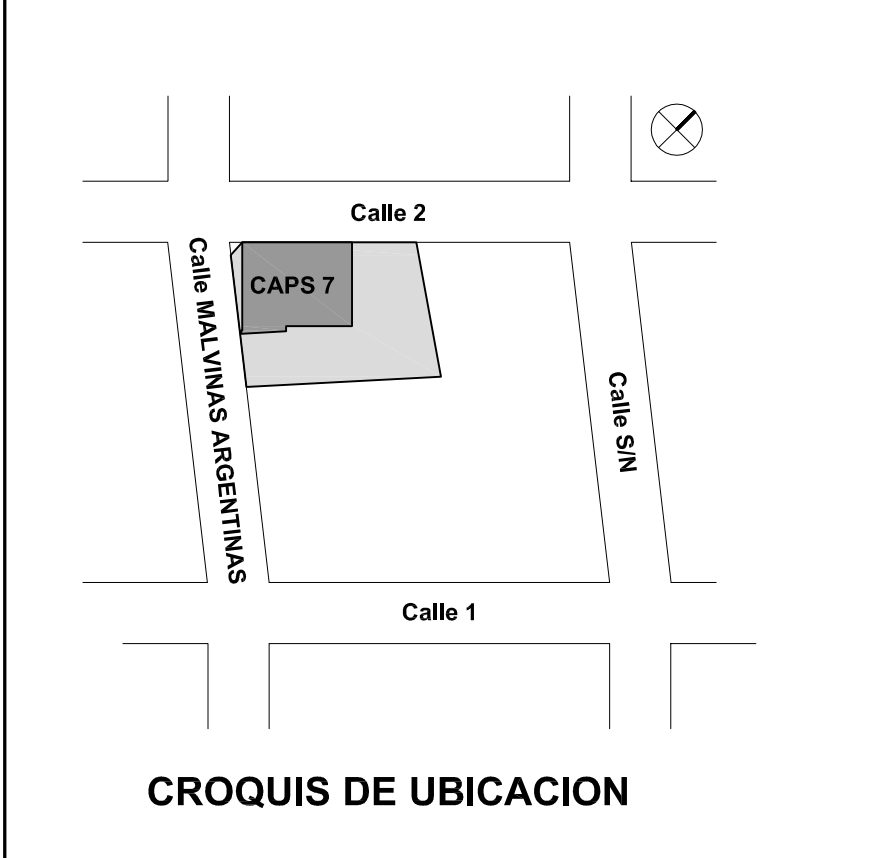 Calle 2
CAPS 7
Calle MALVINAS ARGENTINAS
Calle S/N
Calle 1
CROQUIS DE UBICACION